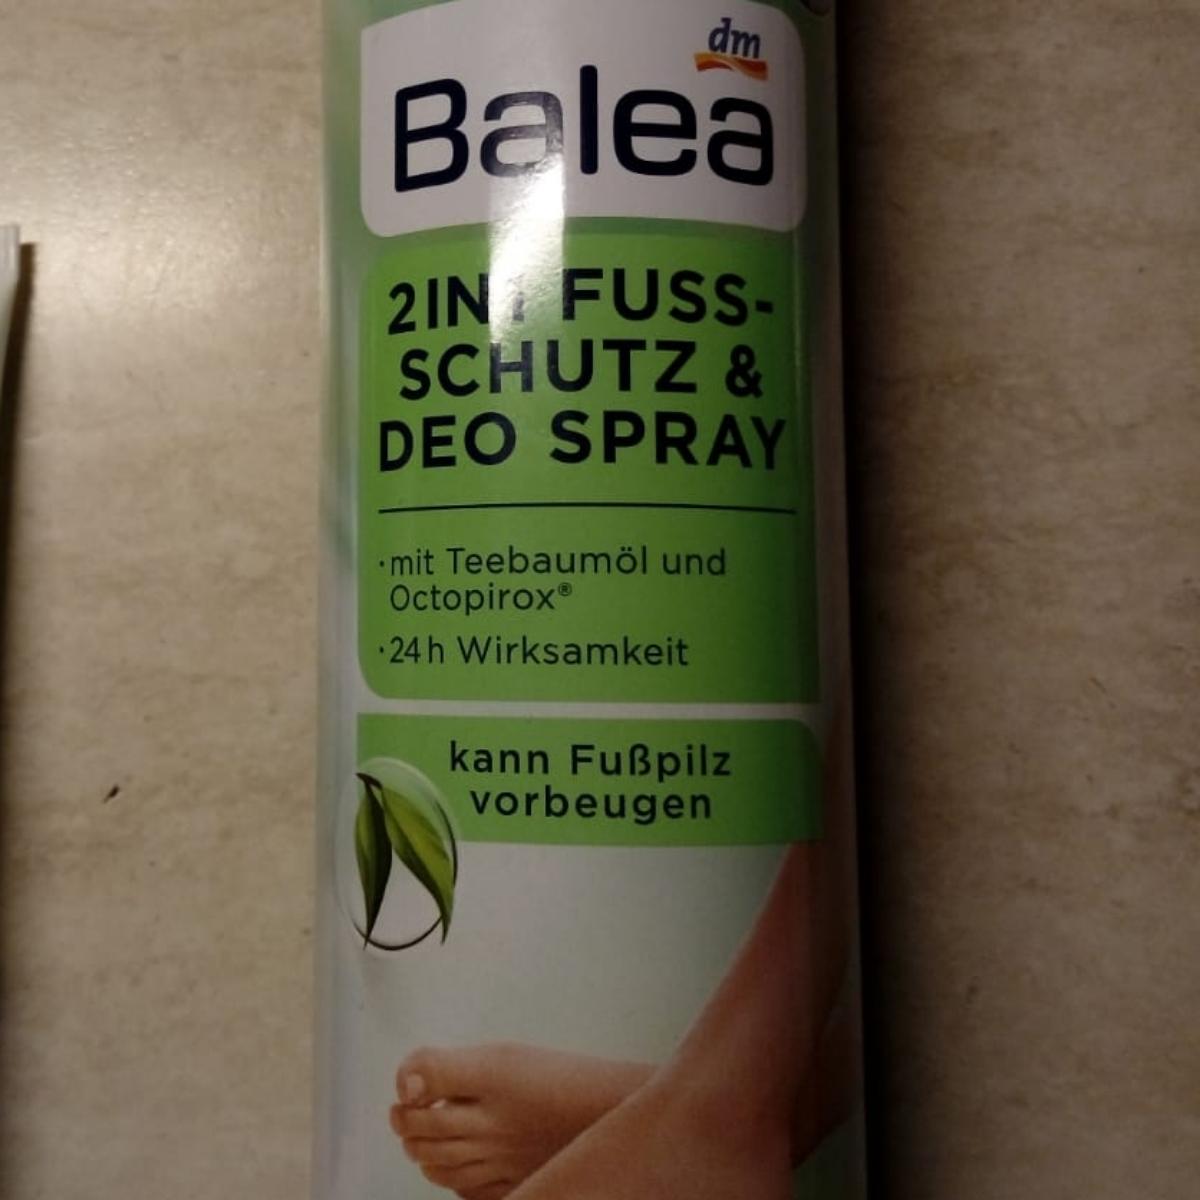 dm
Balea
2IN1 FUSS-
SCHUTZ &
DEO SPRAY
· mit Teebaumöl und
Octopirox®
· 24h Wirksamkeit
kann Fußpilz
vorbeugen